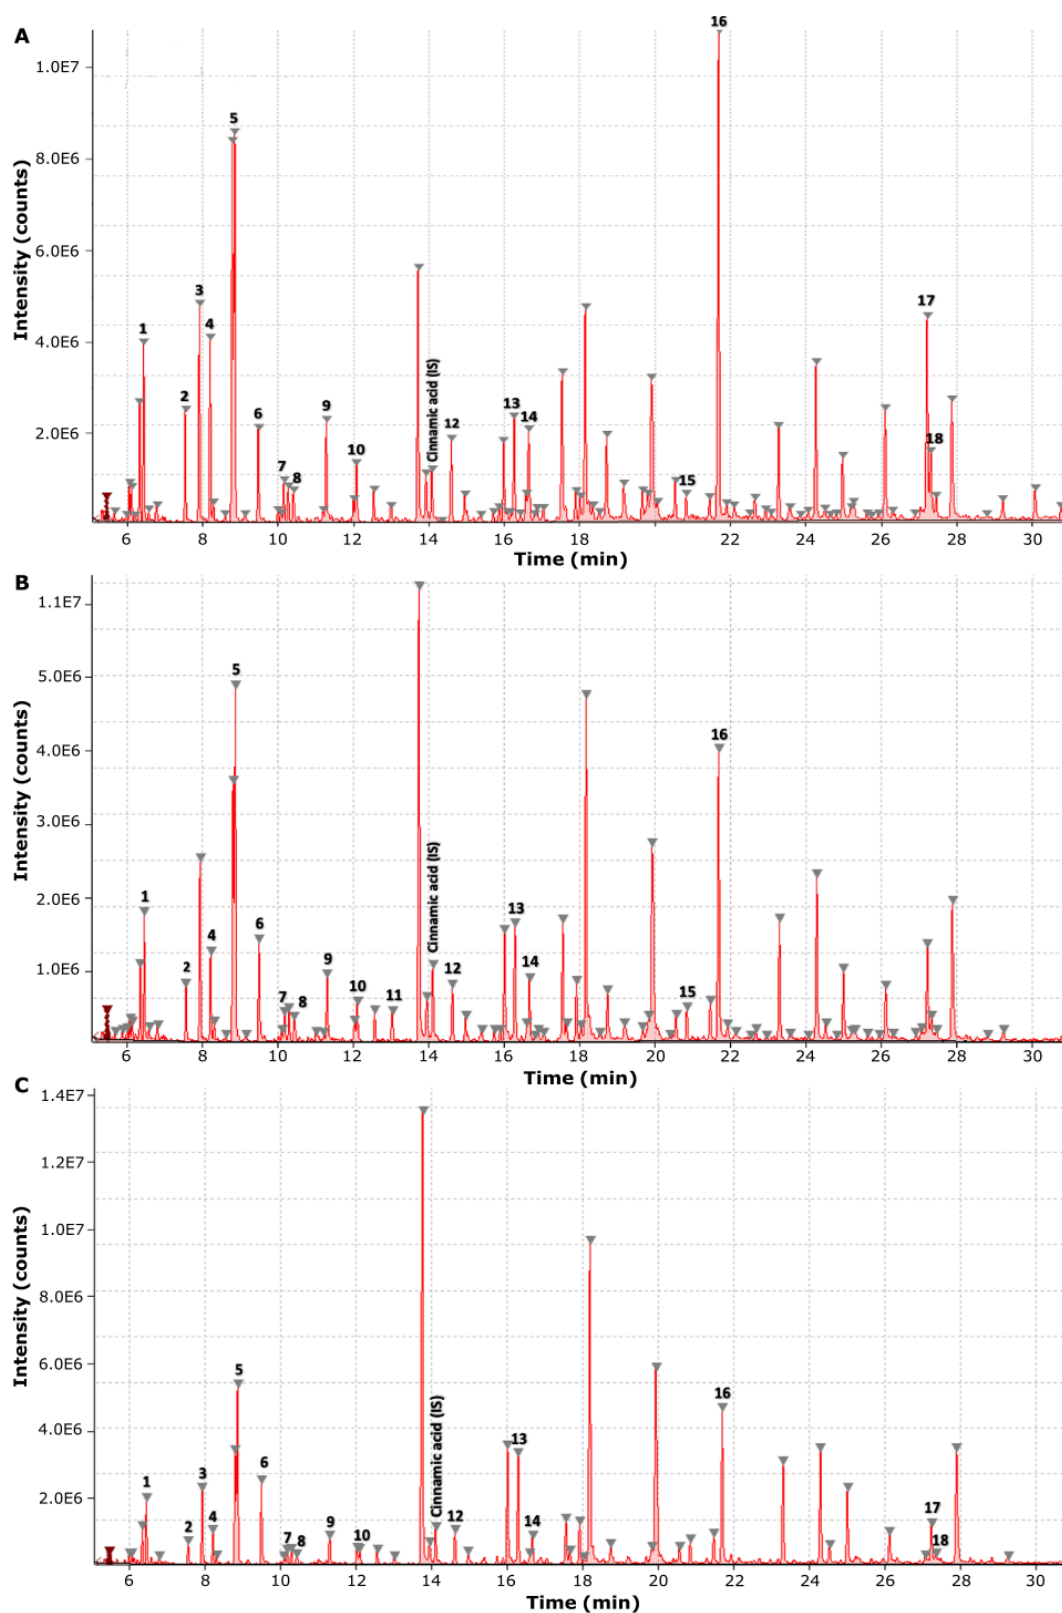 A
16
1.0E7
5
8.0E6
Intensity (counts)
6.0E6
3
17
4
1
4.0E6
Cinnamic acid (IS)
2
9
13
12
14
6
18
2.0E6
10
7
8
15
6 8 10 12 14 16 18 20 22 24 26 28 30
Time (min)
B
1.1E7
5
5.0E6
16
4.0E6
Intensity (counts)
3.0E6
Cinnamic acid (IS)
1
2.0E6
13
6
4
9
12
14
2
1.0E6
10
7
8
11
15
6 8 10 12 14 16 18 20 22 24 26 28 30
Time (min)
C
1.4E7
1.2E7
1.0E7
Intensity (counts)
8.0E6
6.0E6
5
Cinnamic acid (IS)
16
4.0E6
13
6
1
3
2.0E6
17
4
12
9
14
2
7
8
10
18
6 8 10 12 14 16 18 20 22 24 26 28 30
Time (min)